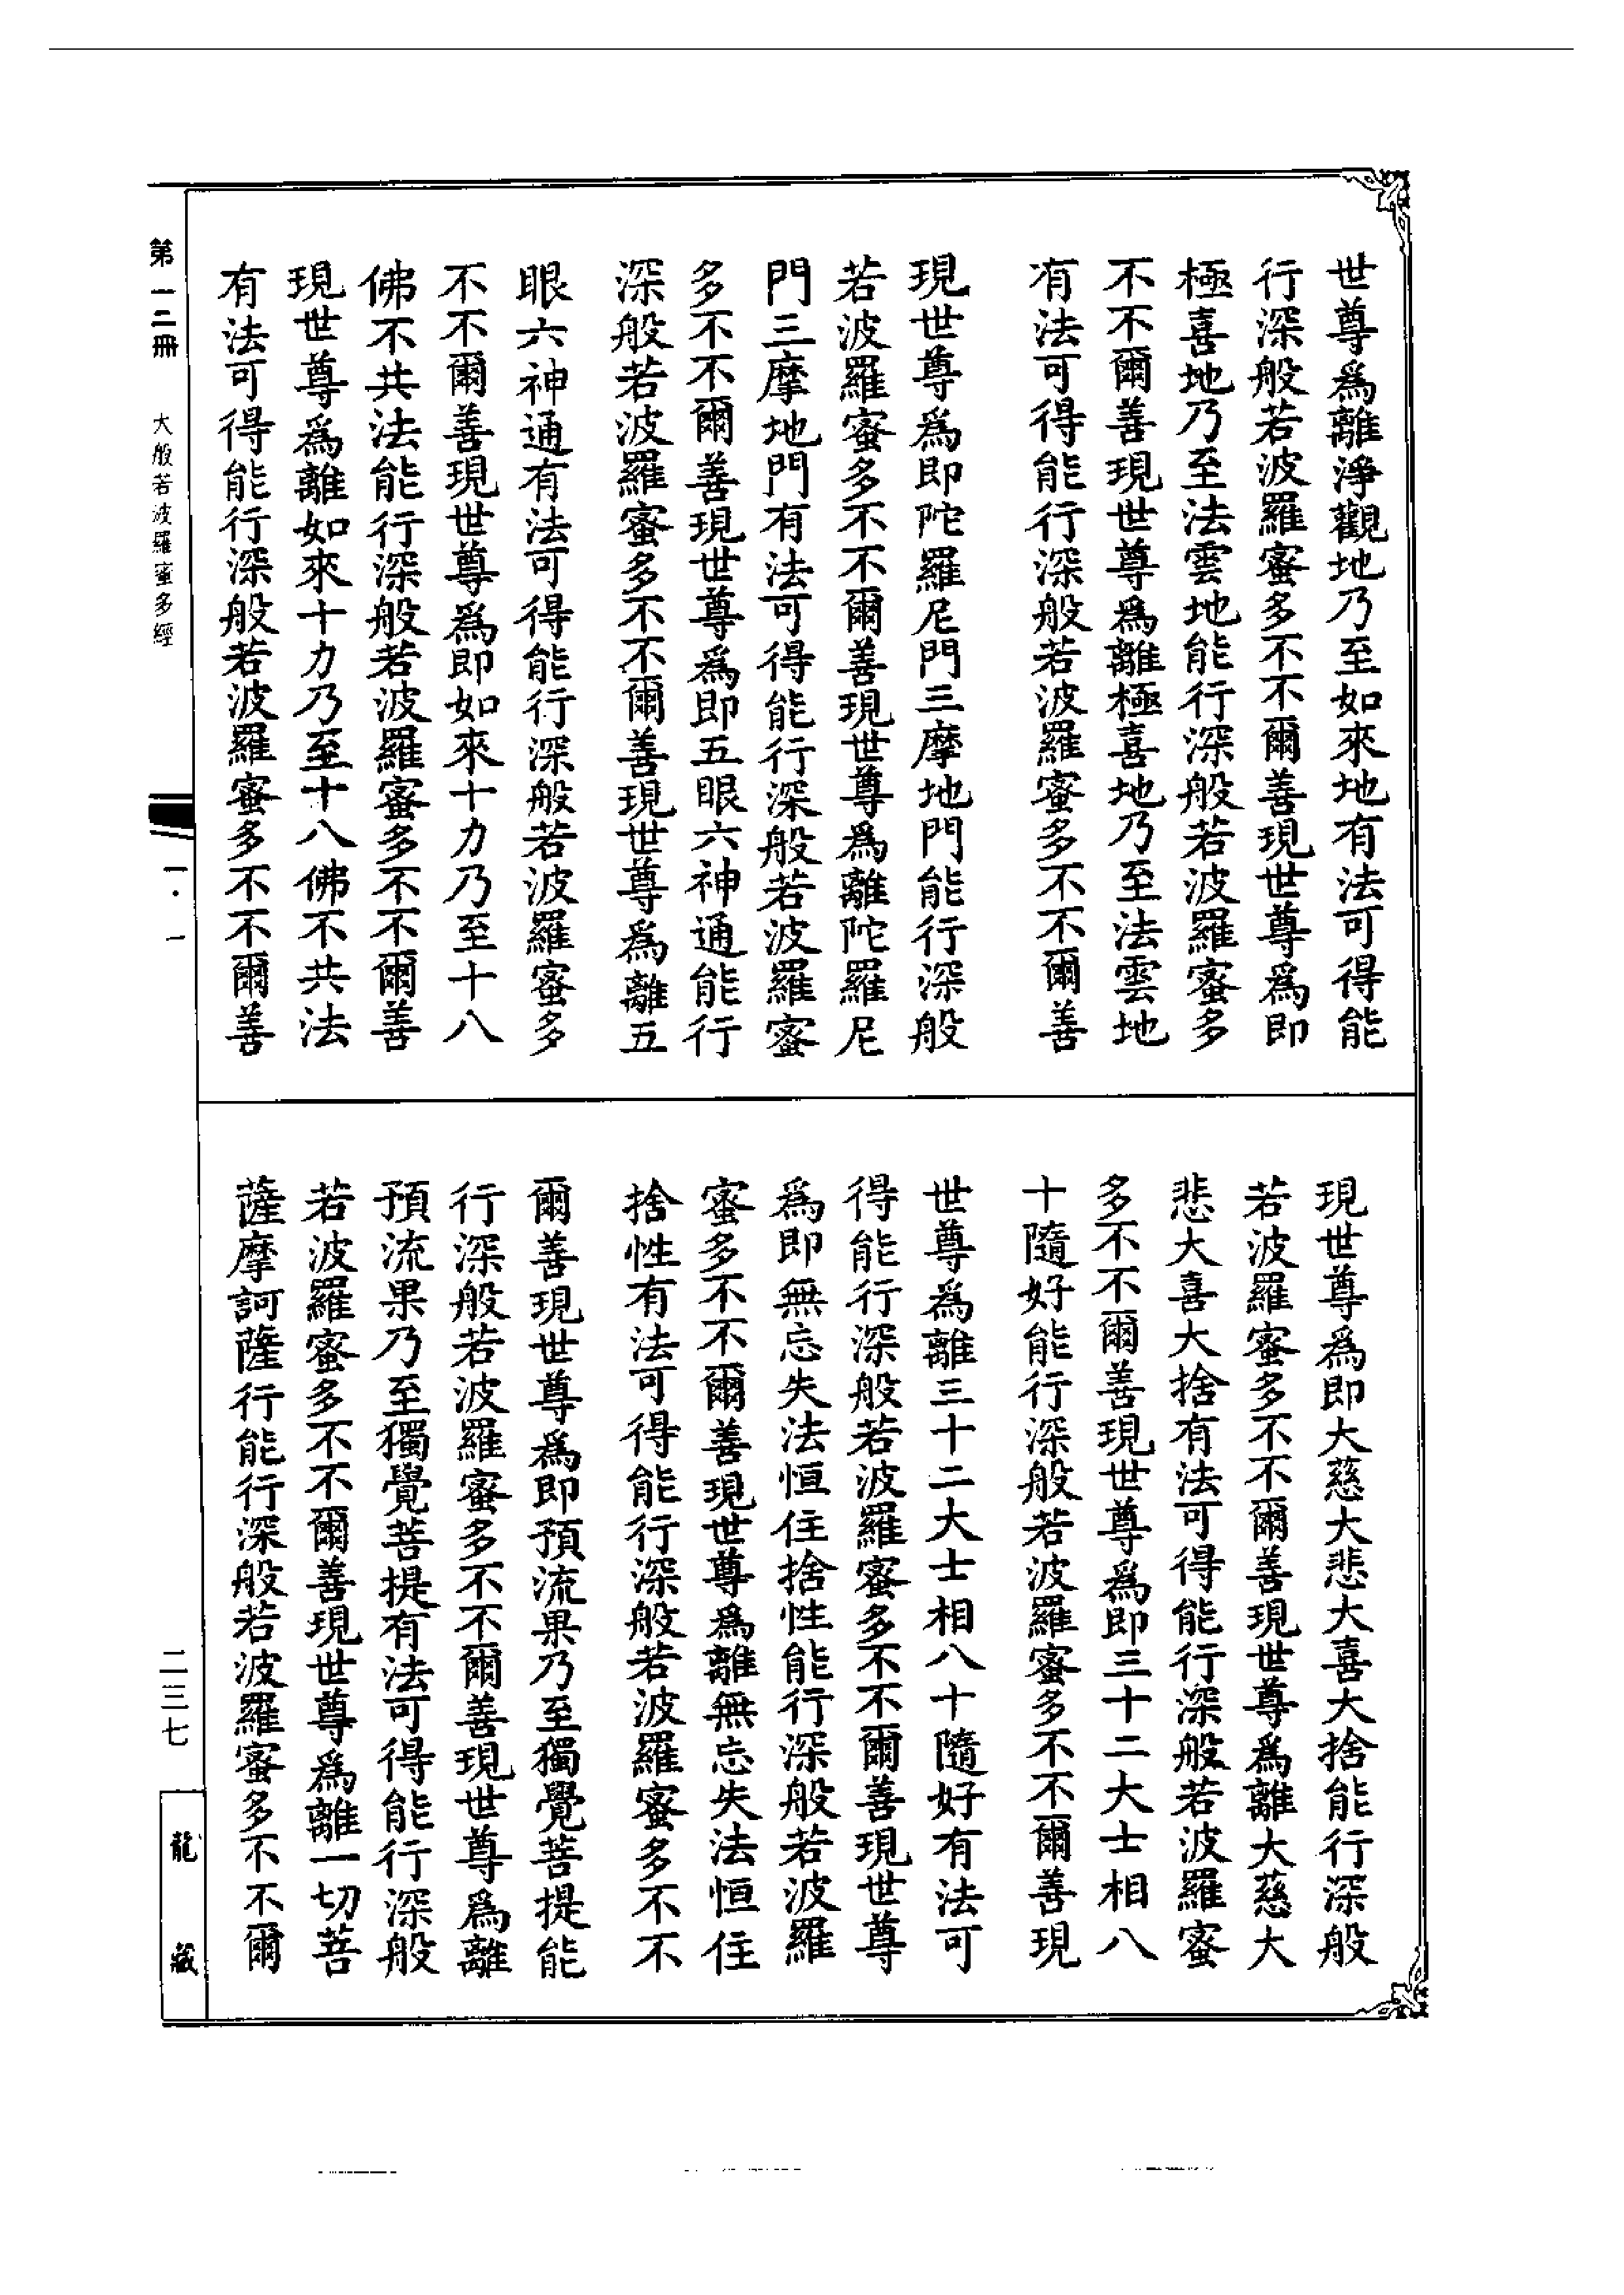 世尊為離淨觀地乃至如來地有法可得能
行深般若波羅蜜多不不爾善現世尊為即
極喜地乃至法雲地能行深般若波羅蜜多
不不爾善現世尊為離極喜地乃至法雲地
有法可得能行深般若波羅蜜多不不爾善
現世尊為即陀羅尼門三摩地門能行深般
若波羅蜜多不不爾善現世尊為離陀羅尼
門三摩地門有法可得能行深般若波羅蜜
多不不爾善現世尊為即五眼六神通能行
深般若波羅蜜多不不爾善現世尊為離五
眼六神通有法可得能行深般若波羅蜜多
不不爾善現世尊為即如來十力乃至十八
佛不共法能行深般若波羅蜜多不不爾善
現世尊為離如來十力乃至十八佛不共法
有法可得能行深般若波羅蜜多不不爾善
現世尊為即大慈大悲大喜大捨能行深般
若波羅蜜多不不爾善現世尊為離大慈大
悲大喜大捨有法可得能行深般若波羅蜜
多不不爾善現世尊為即三十二大士相八
十隨好能行深般若波羅蜜多不不爾善現
世尊為離三十二大士相八十隨好有法可
得能行深般若波羅蜜多不不爾善現世尊
為即無忘失法恒住捨性能行深般若波羅
蜜多不不爾善現世尊為離無忘失法恒住
捨性有法可得能行深般若波羅蜜多不不
爾善現世尊為即預流果乃至獨覺菩提能
行深般若波羅蜜多不不爾善現世尊為離
預流果乃至獨覺菩提有法可得能行深般
若波羅蜜多不不爾善現世尊為離一切菩
薩摩訶薩行能行深般若波羅蜜多不不爾
第一二冊 大般若波羅蜜多經
一·一
二三七
龍藏